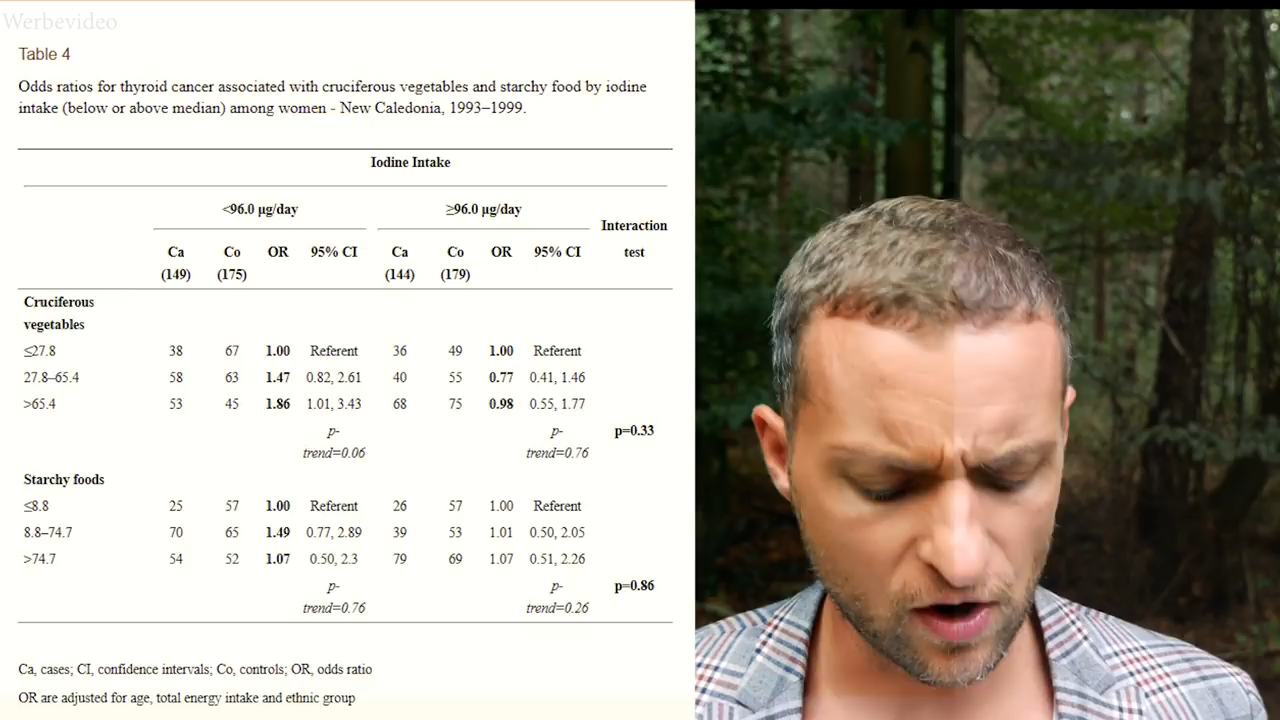 Werbevideo
Table 4
Odds ratios for thyroid cancer associated with cruciferous vegetables and starchy food by iodine
intake (below or above median) among women - New Caledonia, 1993–1999.
Iodine Intake
<96.0 μg/day ≥96.0 μg/day
Interaction
test
Ca Co OR 95% CI Ca Co OR 95% CI
(149) (175) (144) (179)
Cruciferous
vegetables
≤27.8 38 67 1.00 Referent 36 49 1.00 Referent
27.8–65.4 58 63 1.47 0.82, 2.61 40 55 0.77 0.41, 1.46
>65.4 53 45 1.86 1.01, 3.43 68 75 0.98 0.55, 1.77
p- p- p=0.33
trend=0.06 trend=0.76
Starchy foods
≤8.8 25 57 1.00 Referent 26 57 1.00 Referent
8.8–74.7 70 65 1.49 0.77, 2.89 39 53 1.01 0.50, 2.05
>74.7 54 52 1.07 0.50, 2.3 79 69 1.07 0.51, 2.26
p- p- p=0.86
trend=0.76 trend=0.26
Ca, cases; CI, confidence intervals; Co, controls; OR, odds ratio
OR are adjusted for age, total energy intake and ethnic group